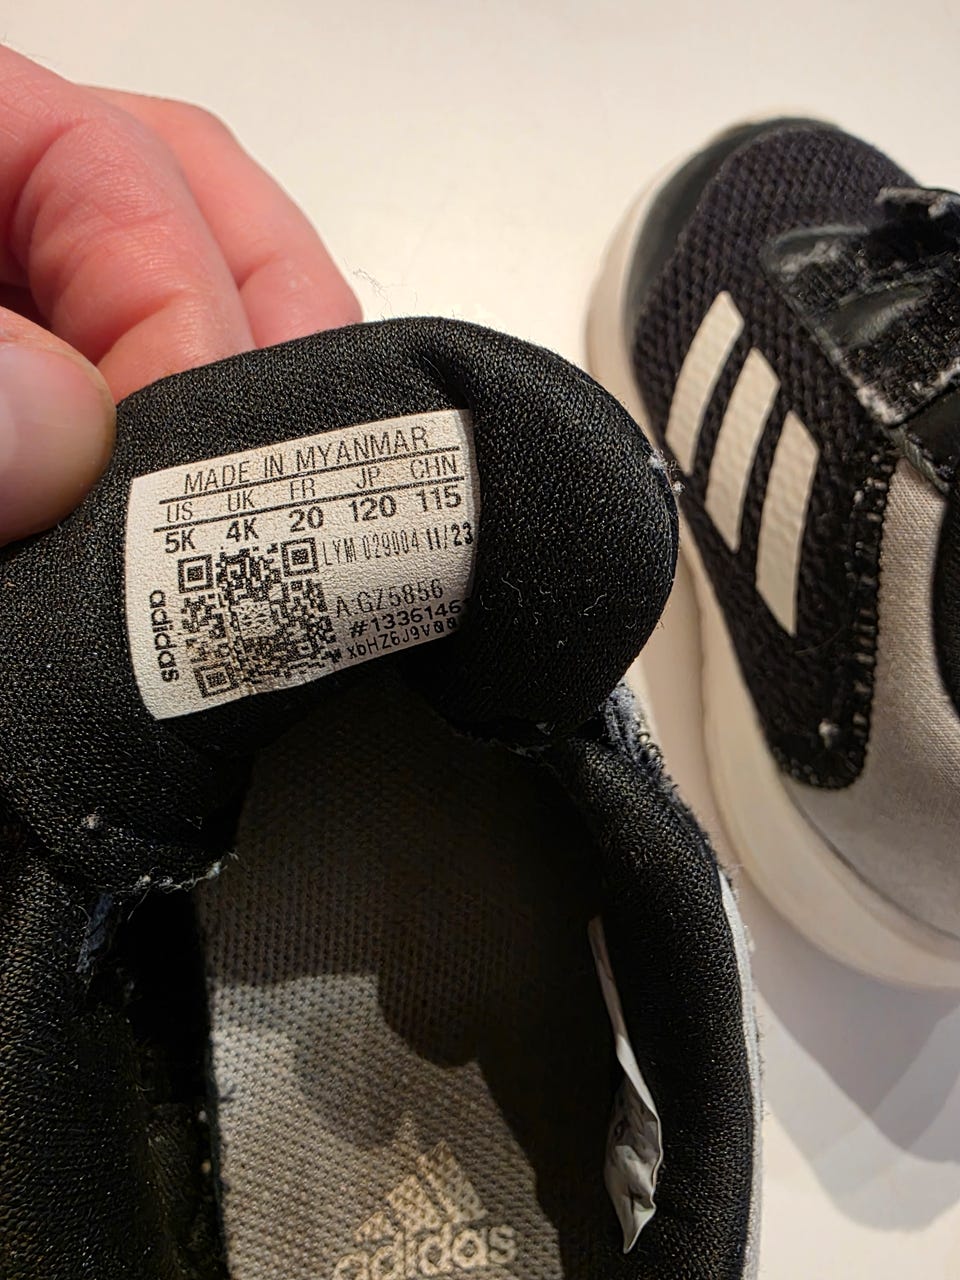 MADE IN MYANMAR
US UK FR JP CHN
5K 4K 20 120 115
LYM 029004 11/23
A.GZ5856
#1336146
xbHZ6J9V00
adidas
adidas